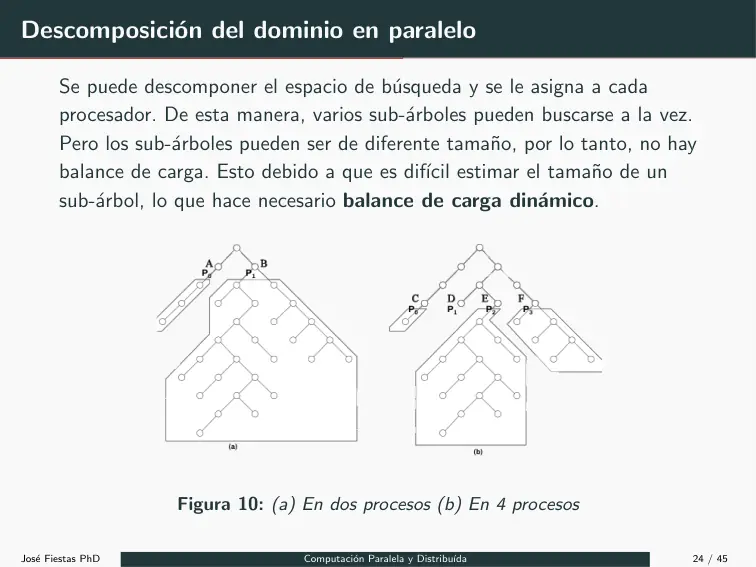 Descomposición del dominio en paralelo
Se puede descomponer el espacio de búsqueda y se le asigna a cada
procesador. De esta manera, varios sub-árboles pueden buscarse a la vez.
Pero los sub-árboles pueden ser de diferente tamaño, por lo tanto, no hay
balance de carga. Esto debido a que es difícil estimar el tamaño de un
sub-árbol, lo que hace necesario balance de carga dinámico.
A B
P0 P1
C D E F
P0 P1 P2 P3
(a)
(b)
Figura 10: (a) En dos procesos (b) En 4 procesos
José Fiestas PhD
Computación Paralela y Distribuída
24 / 45